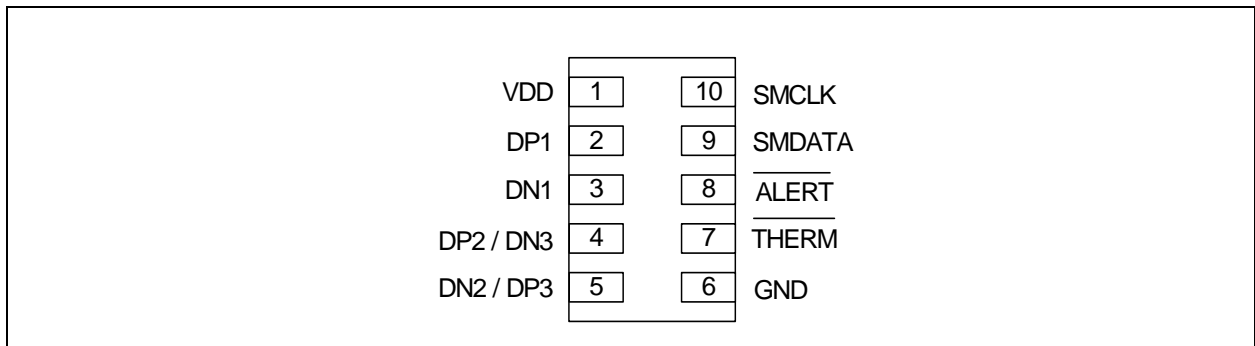 VDD 1 10 SMCLK
DP1 2 9 SMDATA
DN1 3 8 ALERT
DP2 / DN3 4 7 THERM
DN2 / DP3 5 6 GND